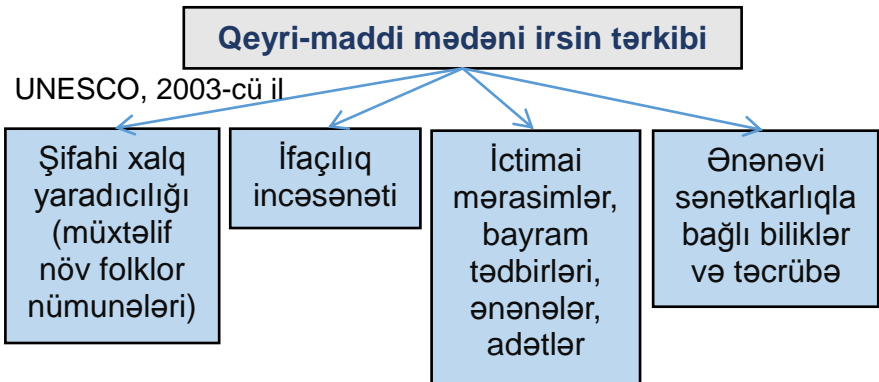 Qeyri-maddi mədəni irsin tərkibi
UNESCO, 2003-cü il
Şifahi xalq
yaradıcılığı
(müxtəlif
növ folklor
nümunələri)
İfaçılıq
incəsənəti
İctimai
mərasimlər,
bayram
tədbirləri,
ənənələr,
adətlər
Ənənəvi
sənətkarlıqla
bağlı biliklər
və təcrübə